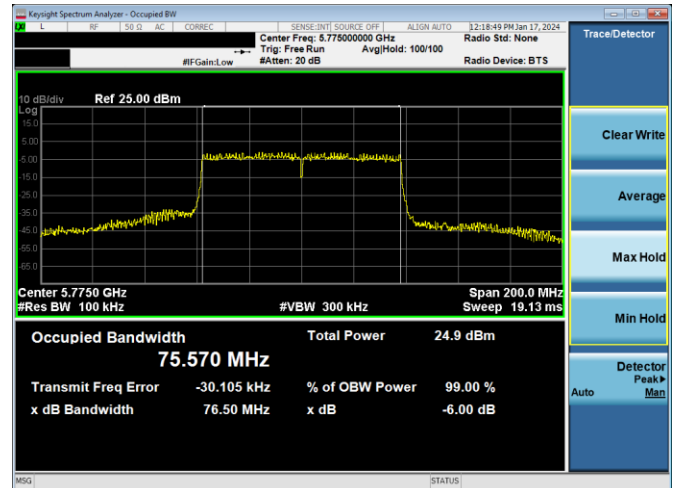 Keysight Spectrum Analyzer - Occupied BW
L RF 50 Ω AC CORREC SENSE:INT SOURCE OFF ALIGN AUTO 12:18:49 PM Jan 17, 2024
Center Freq: 5.775000000 GHz Radio Std: None
Trig: Free Run Avg|Hold: 100/100
#IFGain:Low #Atten: 20 dB Radio Device: BTS
Trace/Detector
10 dB/div Ref 25.00 dBm
Log
15.0
5.00
-5.00
-15.0
-25.0
-35.0
-45.0
-55.0
-65.0
Center 5.7750 GHz Span 200.0 MHz
#Res BW 100 kHz #VBW 300 kHz Sweep 19.13 ms
Occupied Bandwidth Total Power 24.9 dBm
75.570 MHz
Transmit Freq Error -30.105 kHz % of OBW Power 99.00 %
x dB Bandwidth 76.50 MHz x dB -6.00 dB
Clear Write
Average
Max Hold
Min Hold
Detector
Peak▶
Auto Man
MSG STATUS